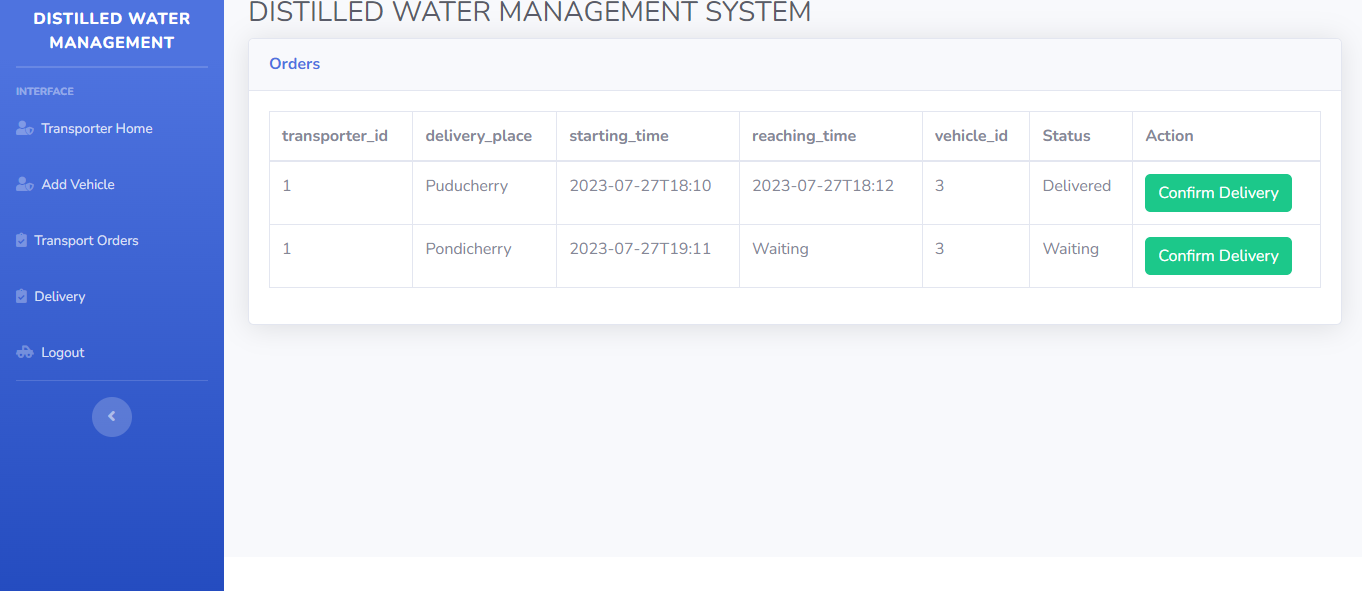 DISTILLED WATER
MANAGEMENT
INTERFACE
Transporter Home
Add Vehicle
Transport Orders
Delivery
Logout
DISTILLED WATER MANAGEMENT SYSTEM
Orders
transporter_id delivery_place starting_time reaching_time vehicle_id Status Action
1 Puducherry 2023-07-27T18:10 2023-07-27T18:12 3 Delivered Confirm Delivery
1 Pondicherry 2023-07-27T19:11 Waiting 3 Waiting Confirm Delivery